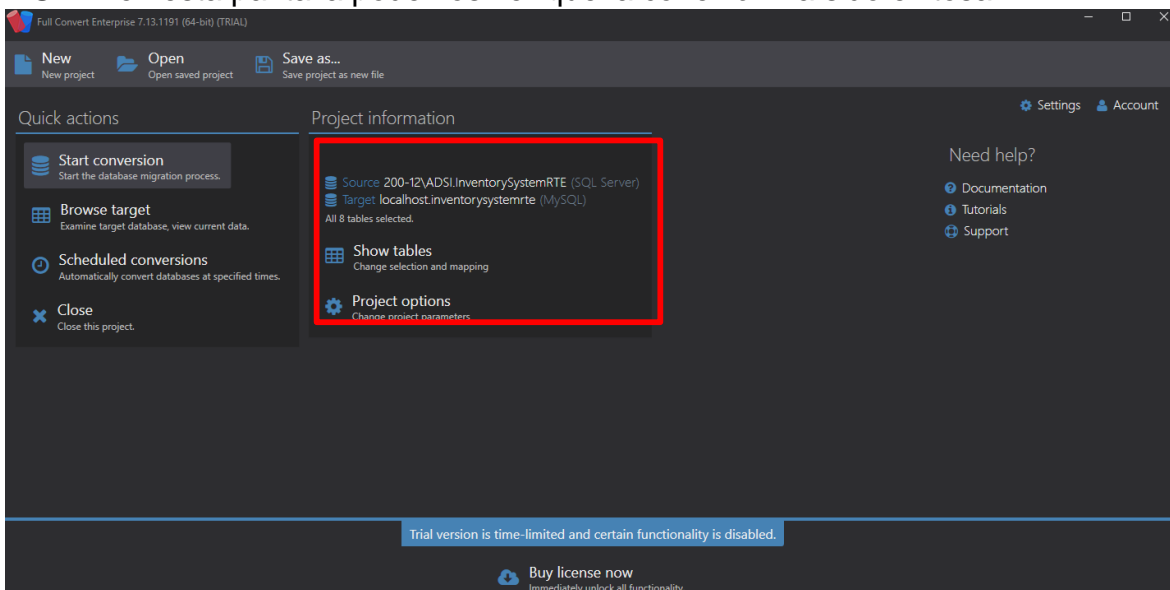 Full Convert Enterprise 7.13.1191 (64-bit) (TRIAL)
New
New project
Open
Open saved project
Save as...
Save project as new file
Settings
Account
Quick actions
Start conversion
Start the database migration process.
Browse target
Examine target database, view current data.
Scheduled conversions
Automatically convert databases at specified times.
Close
Close this project.
Project information
Source 200-12\ADSI.InventorySystemRTE (SQL Server)
Target localhost.inventorysystemrte (MySQL)
All 8 tables selected.
Show tables
Change selection and mapping
Project options
Change project parameters
Need help?
Documentation
Tutorials
Support
Trial version is time-limited and certain functionality is disabled.
Buy license now
Immediately unlock all functionality